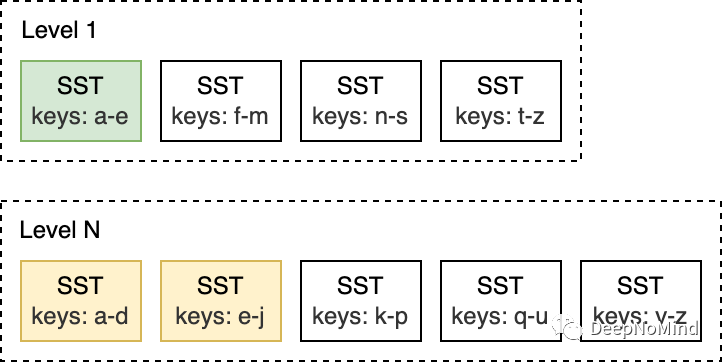 Level 1
SST SST SST SST
keys: a-e keys: f-m keys: n-s keys: t-z
Level N
SST SST SST SST SST
keys: a-d keys: e-j keys: k-p keys: q-u keys: v-z
DeepNoMind